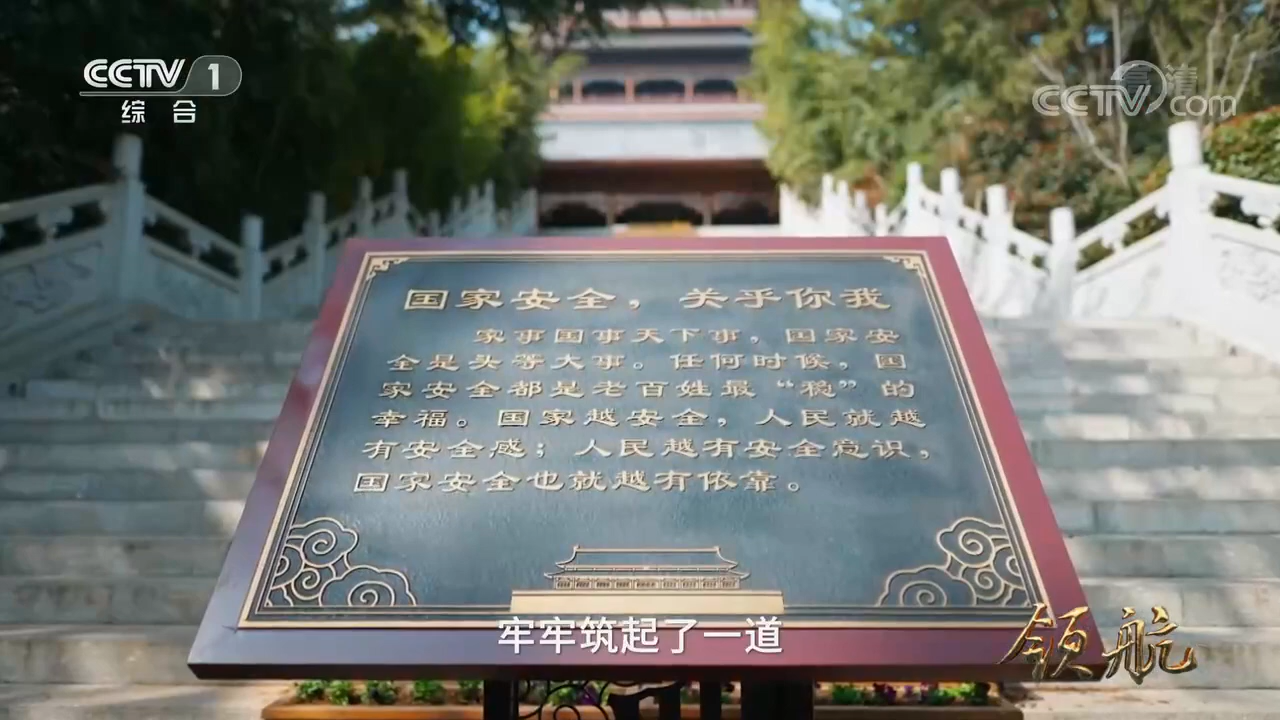 CCTV 1
综合
高清
CCTV.com
国家安全，关乎你我
家事国事天下事，国家安
全是头等大事。任何时候，国
家安全都是老百姓最“稳”的
幸福。国家越安全，人民就越
有安全感；人民越有安全意识，
国家安全也就越有依靠。
牢牢筑起了一道
领航